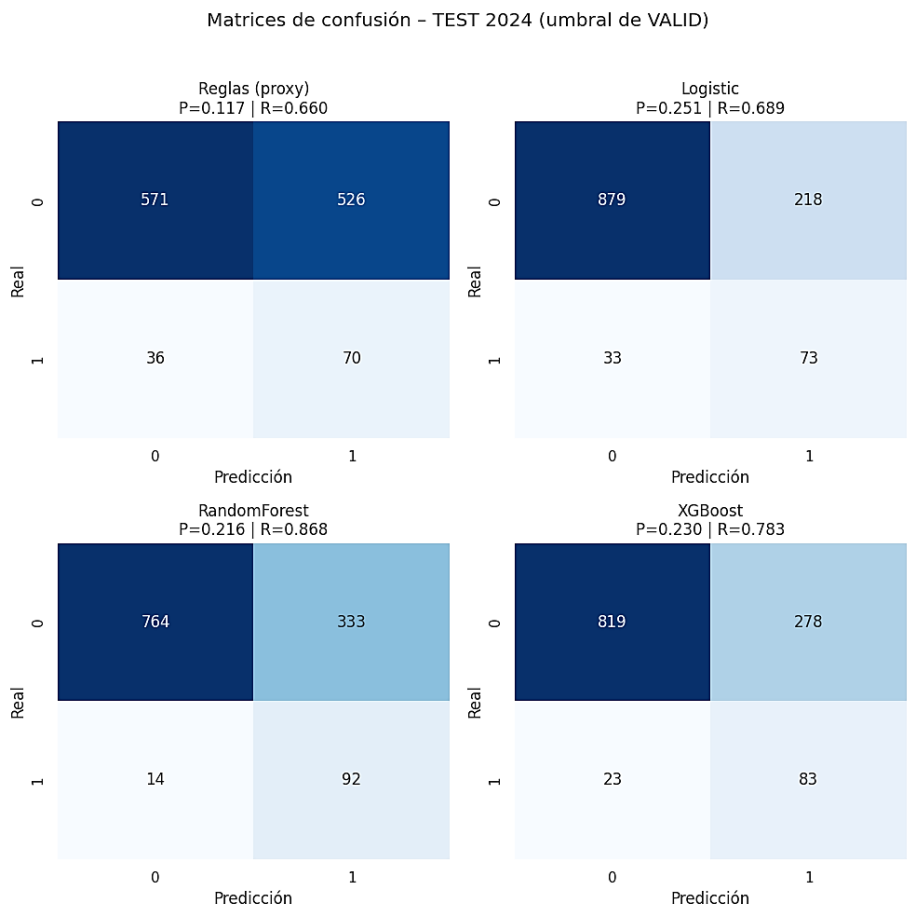 Matrices de confusión – TEST 2024 (umbral de VALID)
Reglas (proxy)
P=0.117 | R=0.660
0
571
526
Real
1
36
70
0
1
Predicción
Logistic
P=0.251 | R=0.689
0
879
218
Real
1
33
73
0
1
Predicción
RandomForest
P=0.216 | R=0.868
0
764
333
Real
1
14
92
0
1
Predicción
XGBoost
P=0.230 | R=0.783
0
819
278
Real
1
23
83
0
1
Predicción